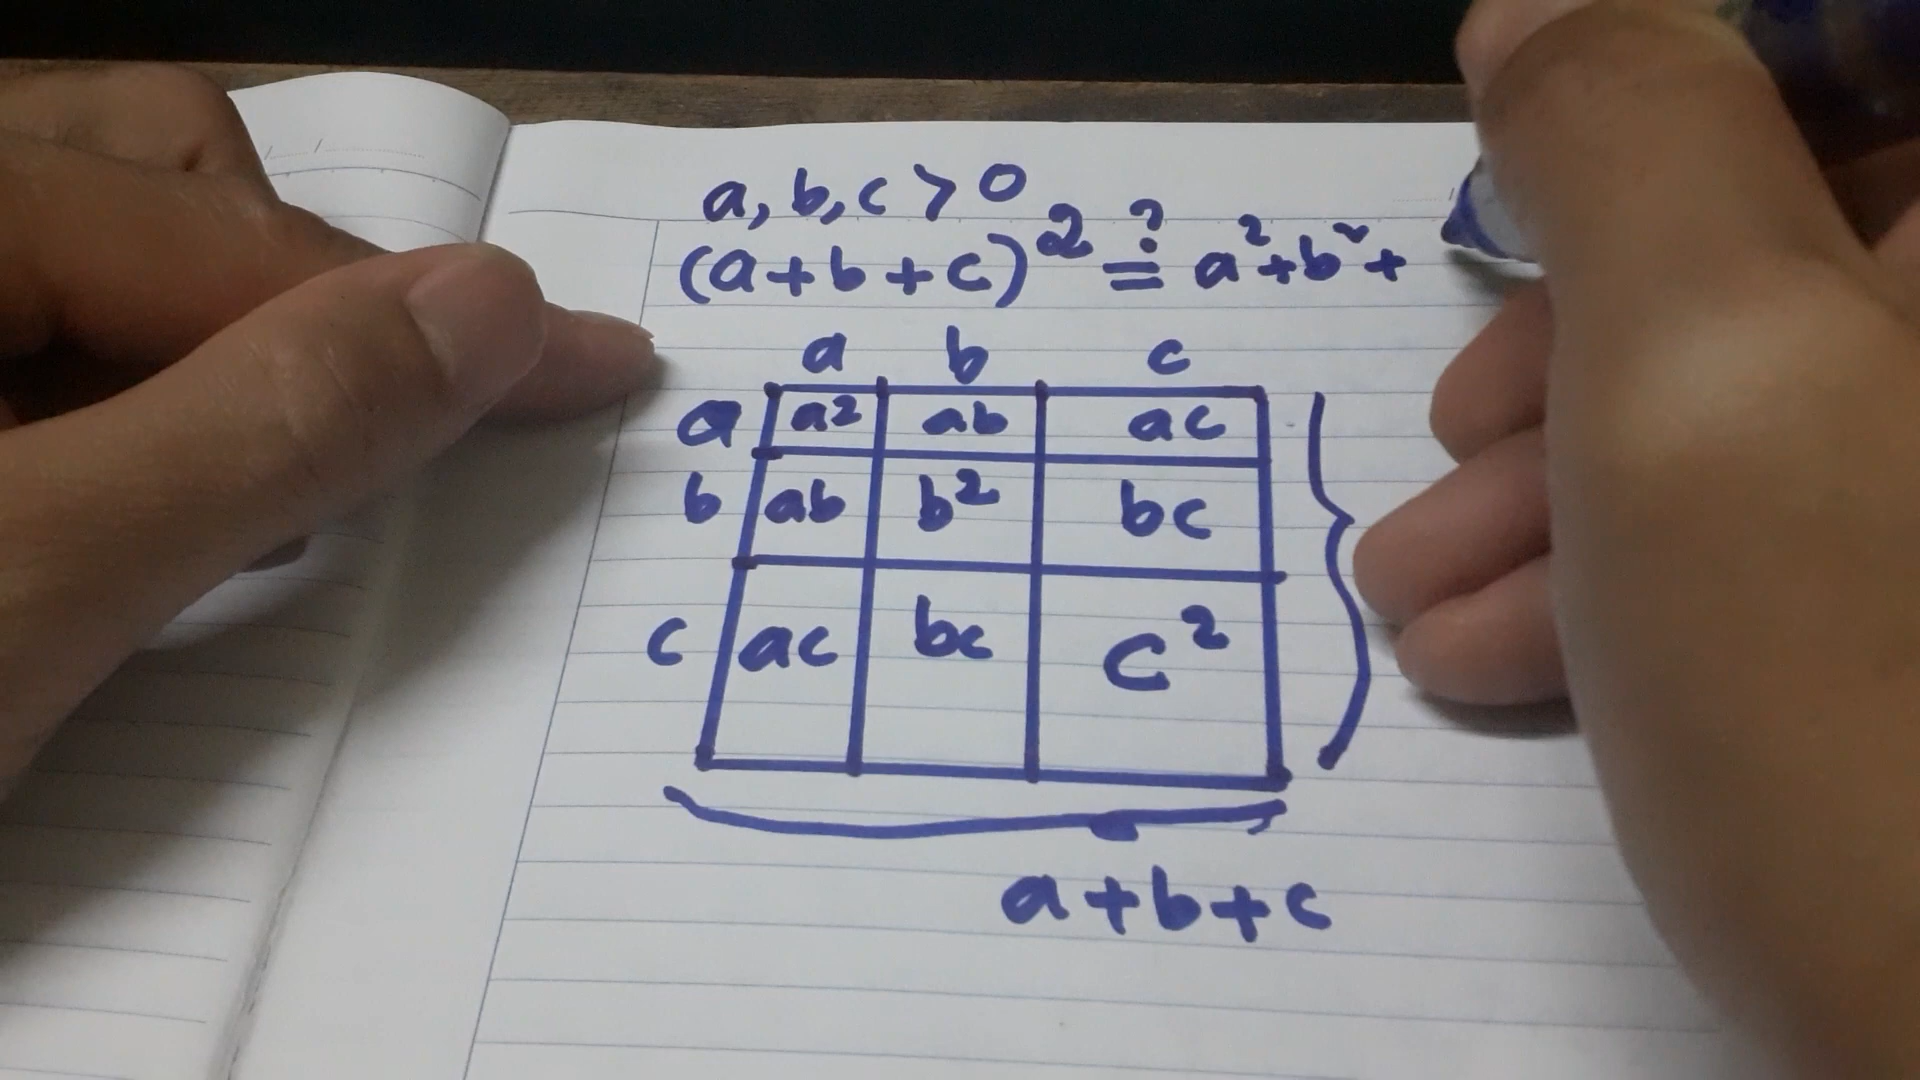 a, b, c > 0
(a+b+c)² ≟ a²+b²+
a b c
a a² ab ac
b ab b² bc
c ac bc c²
a+b+c